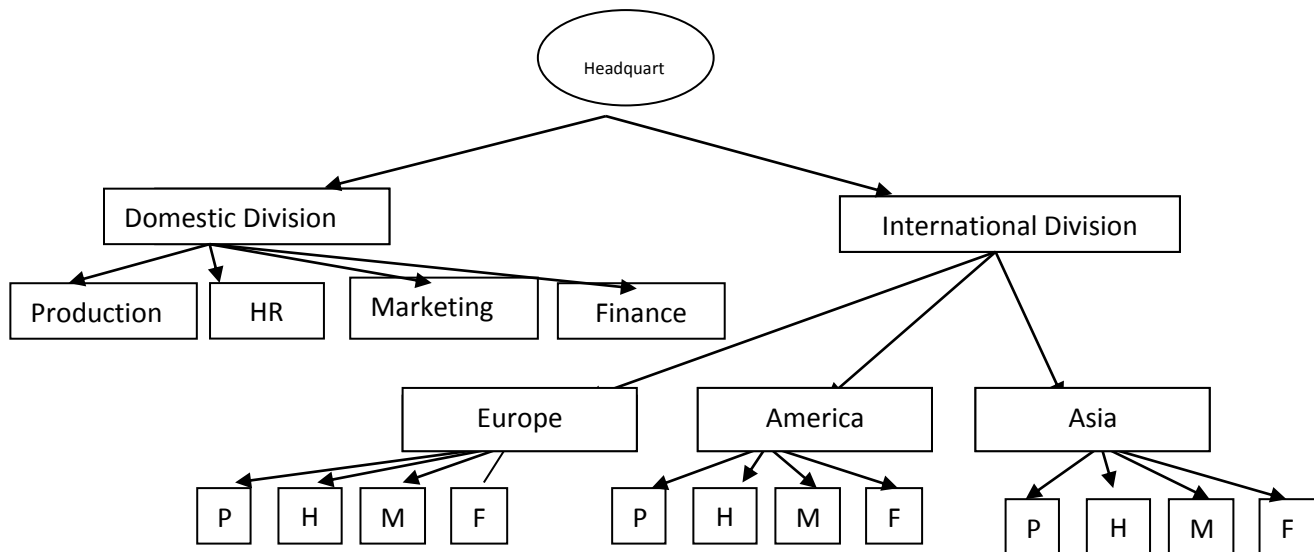 Headquart
Domestic Division
International Division
Production
HR
Marketing
Finance
Europe
America
Asia
P
H
M
F
P
H
M
F
P
H
M
F